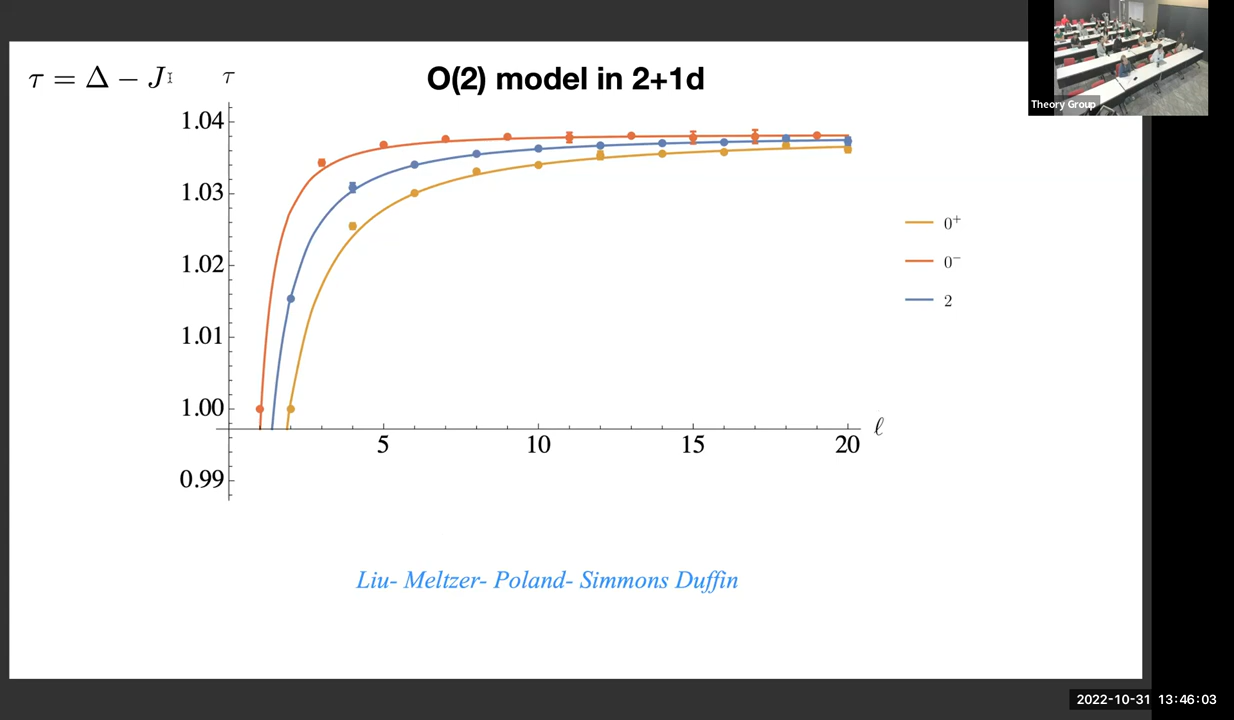 τ = Δ − J
τ
O(2) model in 2+1d
Theory Group
1.04
1.03
1.02
1.01
1.00
0.99
5
10
15
20
ℓ
0⁺
0⁻
2
Liu- Meltzer- Poland- Simmons Duffin
2022-10-31 13:46:03